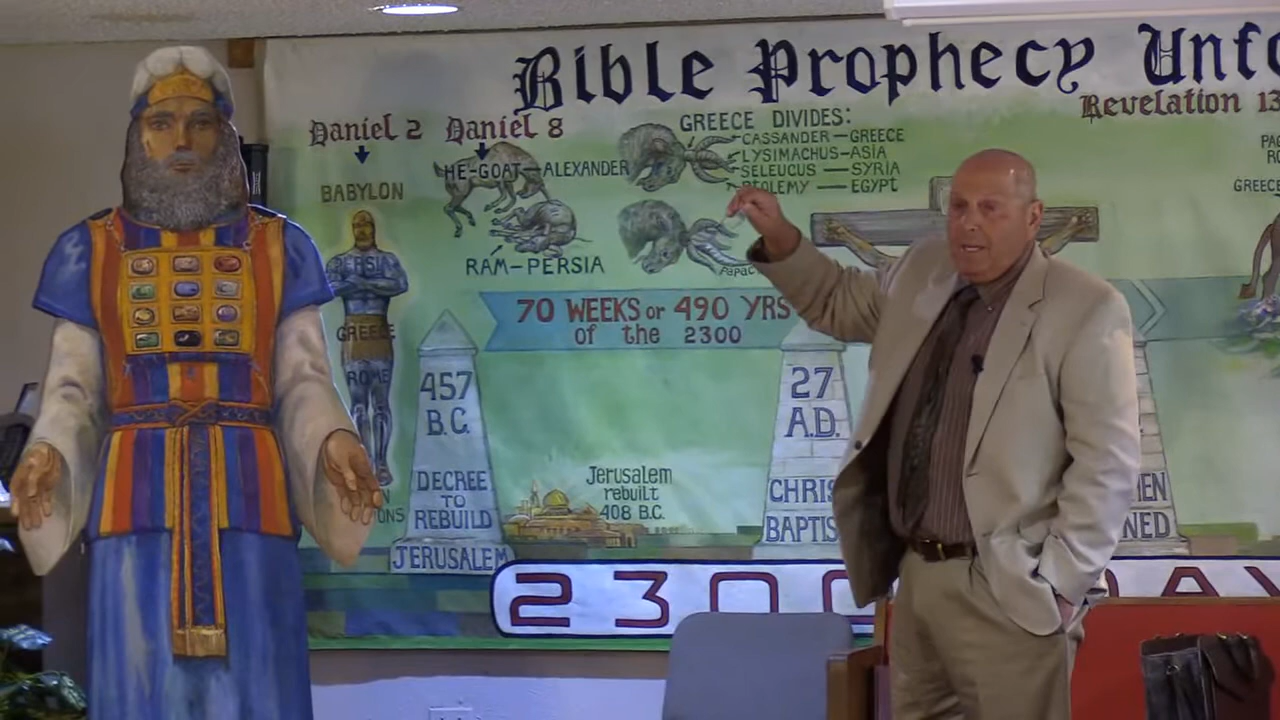 Bible Prophecy Unfo
Revelation 13
Daniel 2
Daniel 8
GREECE DIVIDES:
CASSANDER—GREECE
LYSIMACHUS—ASIA
SELEUCUS—SYRIA
PTOLEMY—EGYPT
HE-GOAT—ALEXANDER
BABYLON
RAM-PERSIA
PERSIA
GREECE
ROME
70 WEEKS or 490 YRS
of the 2300
457
B.C.
DECREE
TO
REBUILD
JERUSALEM
Jerusalem
rebuilt
408 B.C.
27
A.D.
CHRIS
BAPTIS
2300 DAY